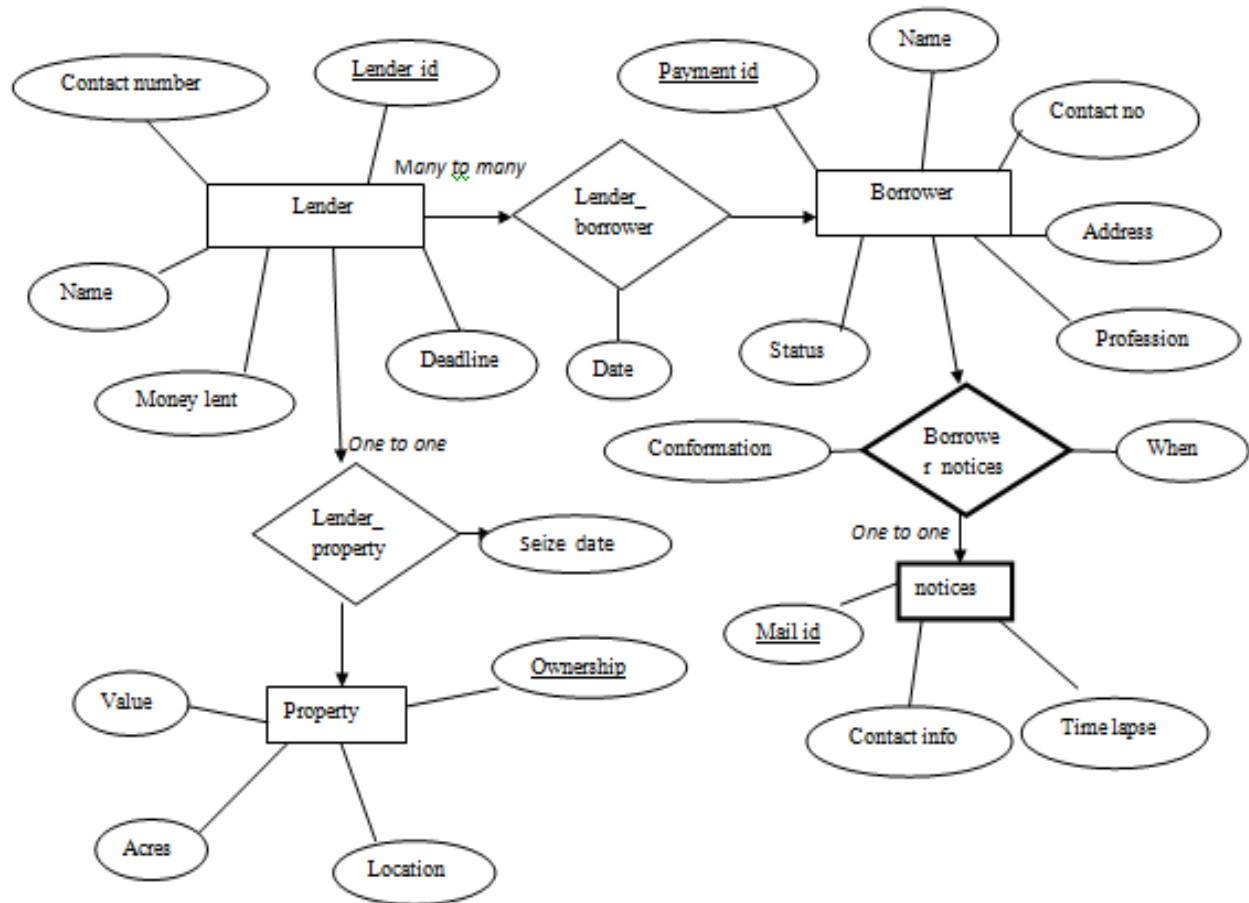 Name
Lender id
Payment id
Contact number
Contact no
Many to many
Lender
Lender_
borrower
Borrower
Address
Name
Deadline
Date
Status
Profession
Money lent
One to one
Conformation
Borrowe
r notices
When
Lender_
property
Seize date
One to one
notices
Mail id
Ownership
Value
Property
Contact info
Time lapse
Acres
Location